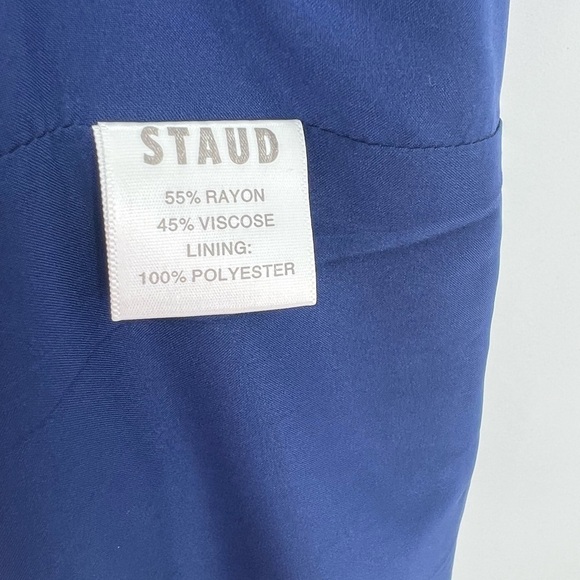 STAUD
55% RAYON
45% VISCOSE
LINING:
100% POLYESTER